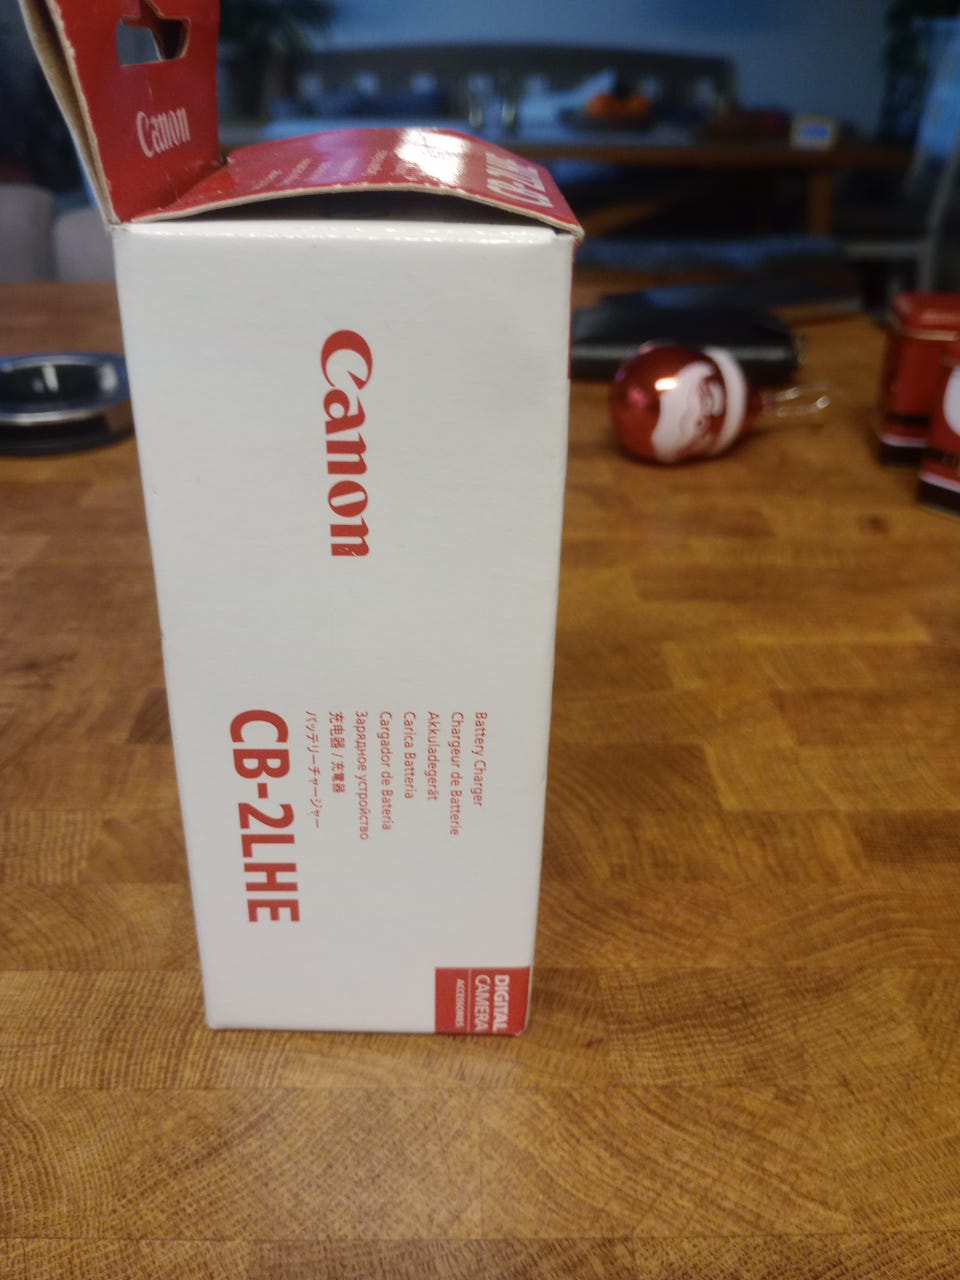 Canon
Canon
Battery Charger
Chargeur de Batterie
Akkuladegerät
Carica Batteria
Cargador de Bateria
Зарядное устройство
充电器 / 充電器
バッテリーチャージャー
CB-2LHE
DIGITAL
CAMERA
ACCESSORIES